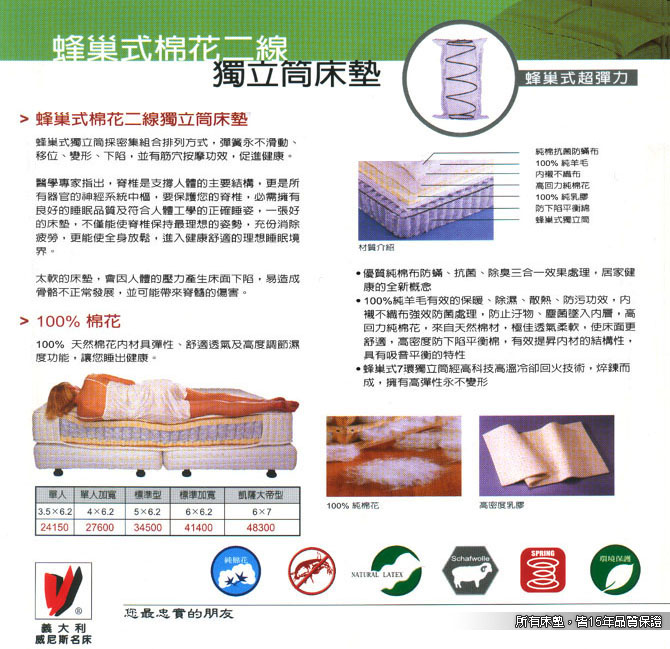 蜂巢式棉花二線
獨立筒床墊
蜂巢式超彈力
> 蜂巢式棉花二線獨立筒床墊
蜂巢式獨立筒採密集組合排列方式，彈簧永不滑動、
移位、變形、下陷，並有筋穴按摩功效，促進健康。
醫學專家指出，脊椎是支撐人體的主要結構，更是所
有器官的神經系統中樞，要保護您的脊椎，必需擁有
良好的睡眠品質及符合人體工學的正確睡姿，一張好
的床墊，不僅能使脊椎保持最理想的姿勢，充份消除
疲勞，更能使全身放鬆，進入健康舒適的理想睡眠境
界。
太軟的床墊，會因人體的壓力產生床面下陷，易造成
骨骼不正常發展，並可能帶來脊髓的傷害。
> 100% 棉花
100% 天然棉花內材具彈性、舒適透氣及高度調節濕
度功能，讓您睡出健康。
純棉抗菌防蟎布
100% 純羊毛
內襯不織布
高回力純棉花
100% 純乳膠
防下陷平衡綿
蜂巢式獨立筒
材質介紹
•優質純棉布防蟎、抗菌、除臭三合一效果處理，居家健
康的全新概念
•100%純羊毛有效的保暖、除濕、散熱、防污功效，內
襯不織布強效防菌處理，防止汙物、塵菌墜入內層，高
回力純棉花，來自天然棉材，極佳透氣柔軟，使床面更
舒適，高密度防下陷平衡棉，有效提昇內材的結構性，
具有吸音平衡的特性
•蜂巢式7環獨立筒經高科技高溫冷卻回火技術，焠鍊而
成，擁有高彈性永不變形
100% 純棉花
高密度乳膠
單人 單人加寬 標準型 標準加寬 凱薩大帝型
3.5×6.2 4×6.2 5×6.2 6×6.2 6×7
24150 27600 34500 41400 48300
純棉花
NATURAL LATEX
Schafwolle
SPRING
環境保護
®
義大利
威尼斯名床
您最忠實的朋友
所有床墊，皆15年品質保證